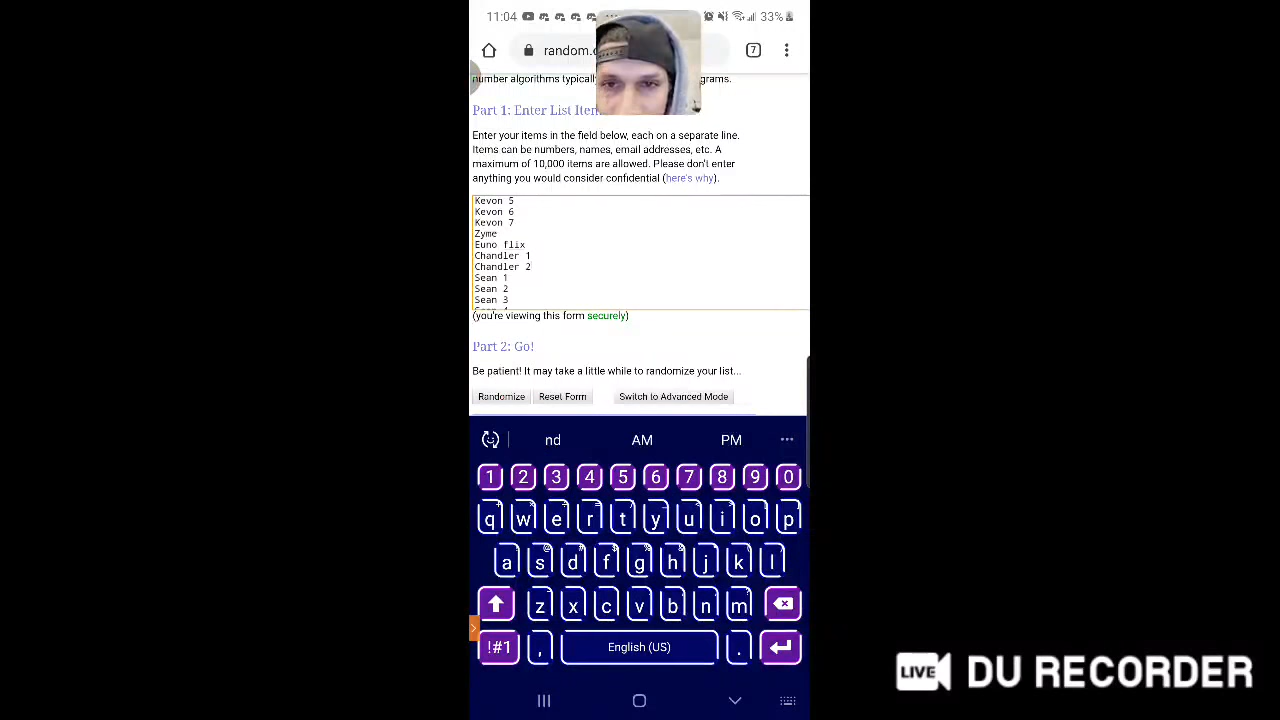 11:04
33%
random.
7
number algorithms typically
grams.
Part 1: Enter List
Enter your items in the field below, each on a separate line.
Items can be numbers, names, email addresses, etc. A
maximum of 10,000 items are allowed. Please don't enter
anything you would consider confidential (here's why).
Kevon 5
Kevon 6
Kevon 7
Zyme
Euno flix
Chandler 1
Chandler 2
Sean 1
Sean 2
Sean 3
(you're viewing this form securely)
Part 2: Go!
Be patient! It may take a little while to randomize your list...
Randomize Reset Form Switch to Advanced Mode
nd AM PM
1 2 3 4 5 6 7 8 9 0
q w e r t y u i o p
a s d f g h j k l
z x c v b n m
!#1 , English (US) .
LIVE DU RECORDER